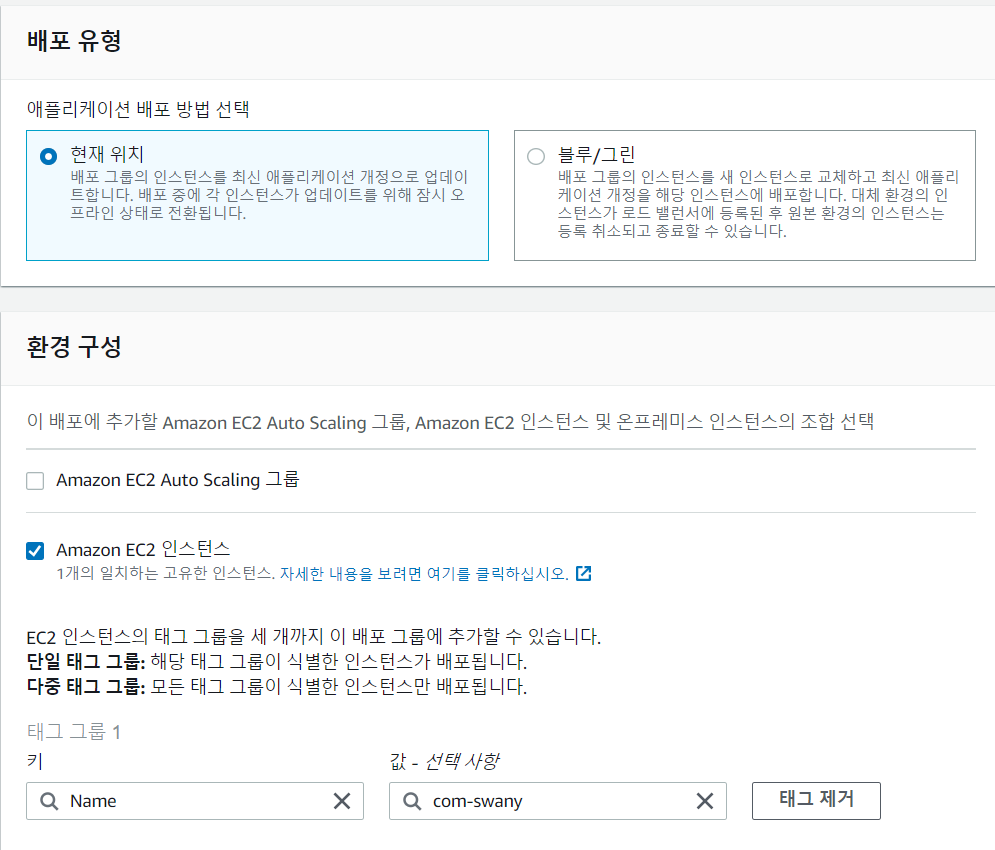 배포 유형
애플리케이션 배포 방법 선택
현재 위치
배포 그룹의 인스턴스를 최신 애플리케이션 개정으로 업데이
트합니다. 배포 중에 각 인스턴스가 업데이트를 위해 잠시 오
프라인 상태로 전환됩니다.
블루/그린
배포 그룹의 인스턴스를 새 인스턴스로 교체하고 최신 애플리
케이션 개정을 해당 인스턴스에 배포합니다. 대체 환경의 인
스턴스가 로드 밸런서에 등록된 후 원본 환경의 인스턴스는
등록 취소되고 종료할 수 있습니다.
환경 구성
이 배포에 추가할 Amazon EC2 Auto Scaling 그룹, Amazon EC2 인스턴스 및 온프레미스 인스턴스의 조합 선택
Amazon EC2 Auto Scaling 그룹
Amazon EC2 인스턴스
1개의 일치하는 고유한 인스턴스. 자세한 내용을 보려면 여기를 클릭하십시오.
EC2 인스턴스의 태그 그룹을 세 개까지 이 배포 그룹에 추가할 수 있습니다.
단일 태그 그룹: 해당 태그 그룹이 식별한 인스턴스가 배포됩니다.
다중 태그 그룹: 모든 태그 그룹이 식별한 인스턴스만 배포됩니다.
태그 그룹 1
키
값 - 선택 사항
Name
com-swany
태그 제거